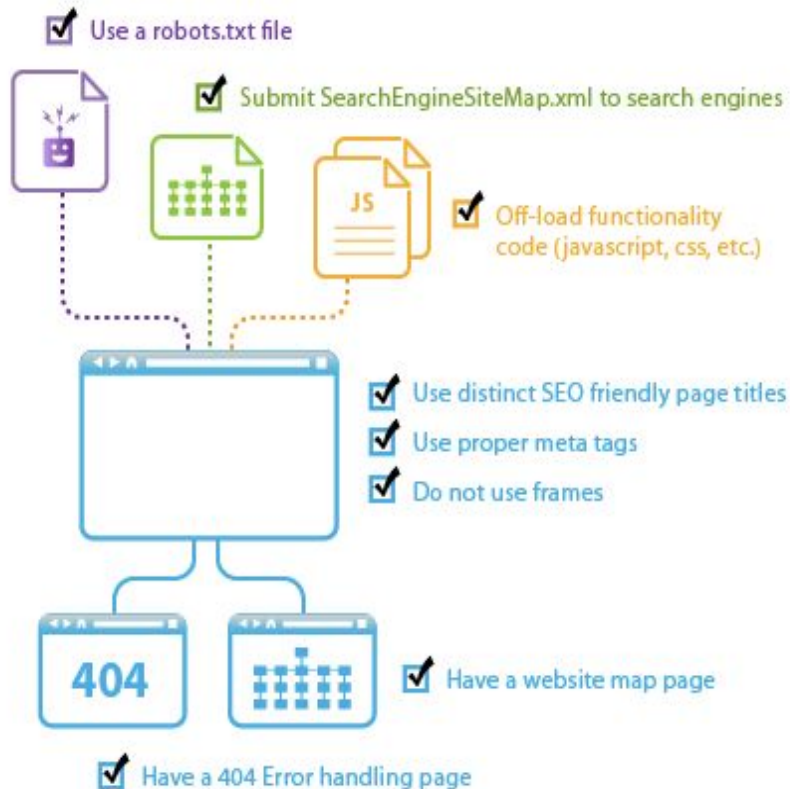 Use a robots.txt file
Submit SearchEngineSiteMap.xml to search engines
JS
Off-load functionality
code (javascript, css, etc.)
Use distinct SEO friendly page titles
Use proper meta tags
Do not use frames
404
Have a website map page
Have a 404 Error handling page